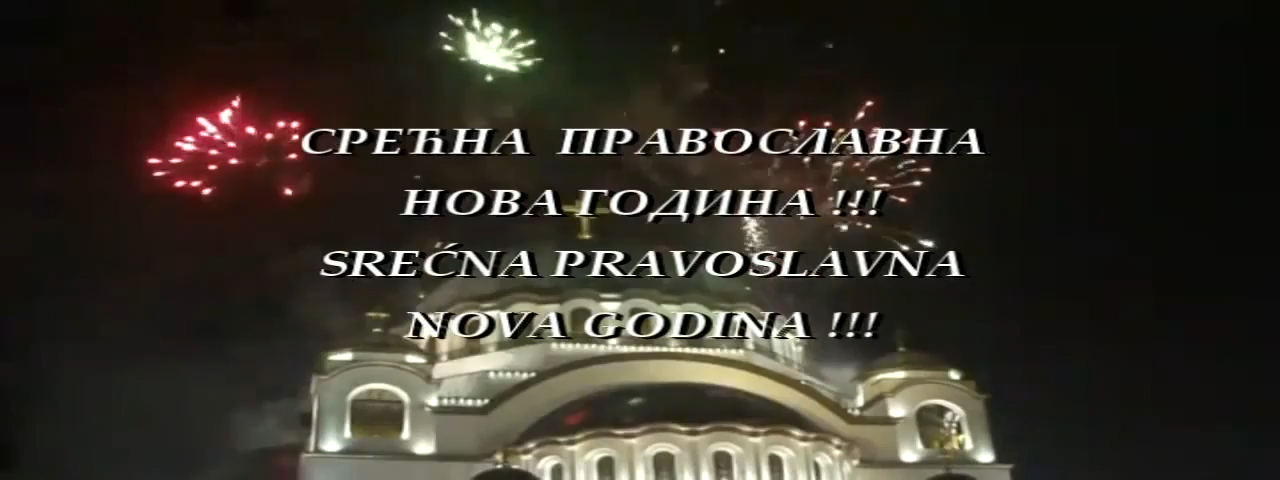 СРЕЋНА ПРАВОСЛАВНА
НОВА ГОДИНА !!!
SREĆNA PRAVOSLAVNA
NOVA GODINA !!!